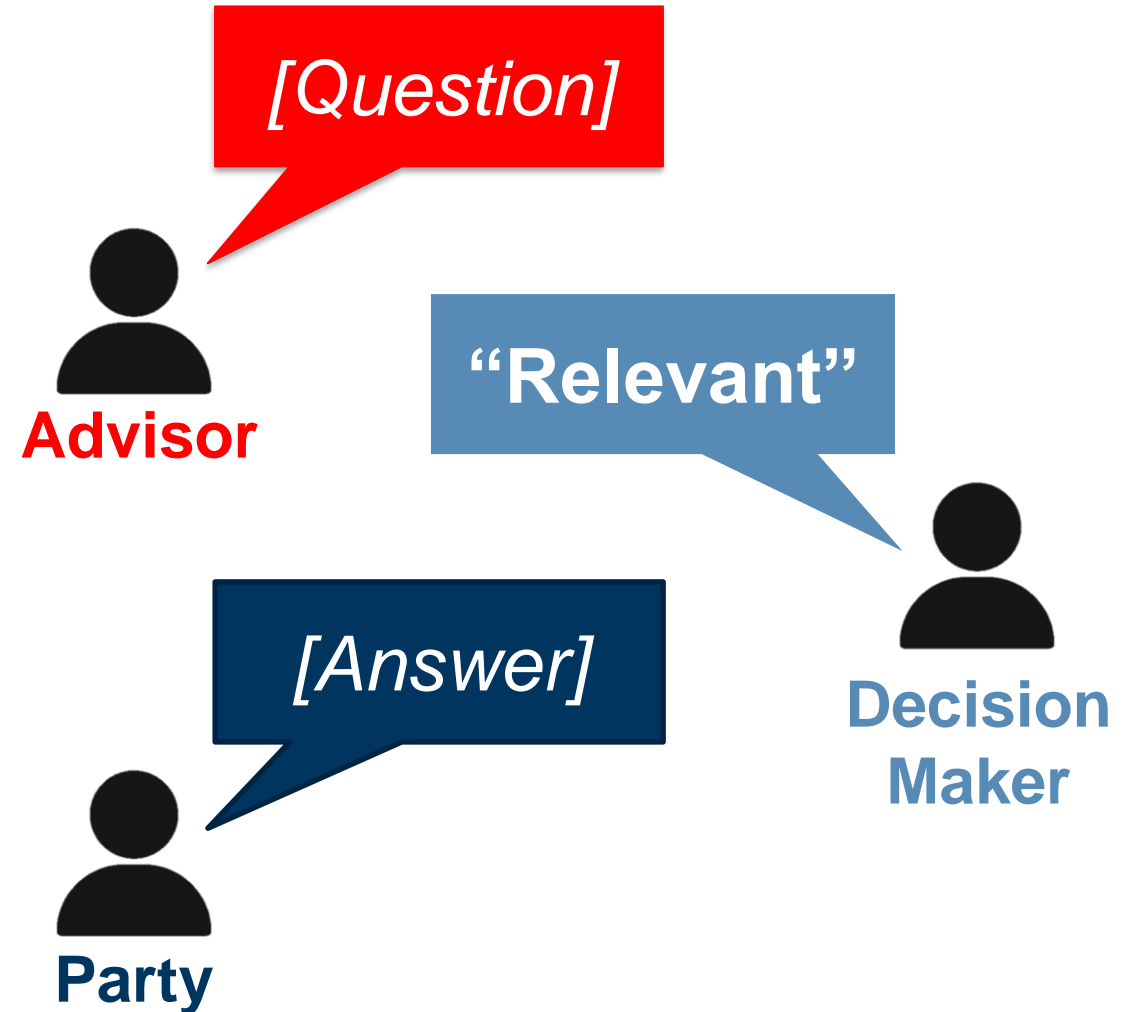 [Question]
Advisor
“Relevant”
Decision
Maker
[Answer]
Party